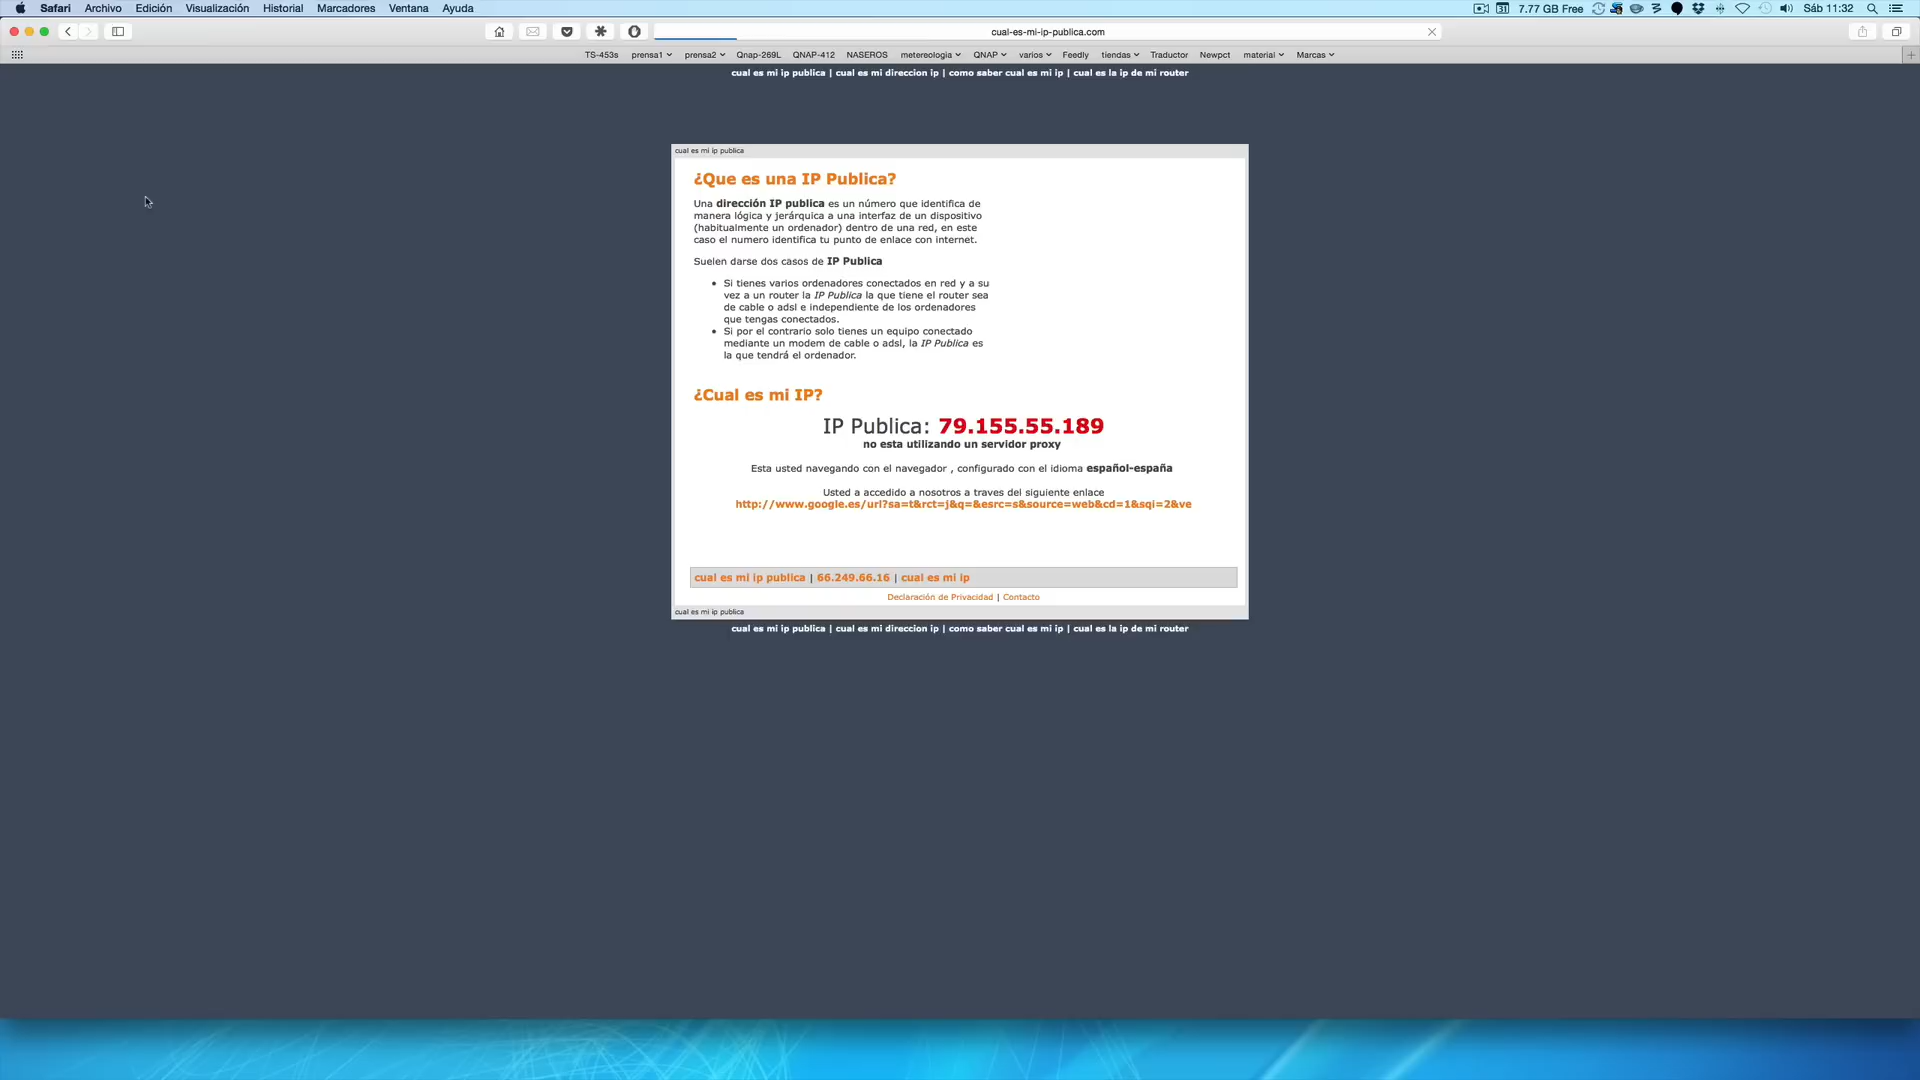 Safari Archivo Edición Visualización Historial Marcadores Ventana Ayuda 31 7.77 GB Free Sáb 11:32
cual-es-mi-ip-publica.com
TS-453s prensa1 prensa2 Qnap-269L QNAP-412 NASEROS metereologia QNAP varios Feedly tiendas Traductor Newpct material Marcas
cual es mi ip publica | cual es mi direccion ip | como saber cual es mi ip | cual es la ip de mi router
cual es mi ip publica
¿Que es una IP Publica?
Una dirección IP publica es un número que identifica de
manera lógica y jerárquica a una interfaz de un dispositivo
(habitualmente un ordenador) dentro de una red, en este
caso el numero identifica tu punto de enlace con internet.
Suelen darse dos casos de IP Publica
• Si tienes varios ordenadores conectados en red y a su
vez a un router la IP Publica la que tiene el router sea
de cable o adsl e independiente de los ordenadores
que tengas conectados.
• Si por el contrario solo tienes un equipo conectado
mediante un modem de cable o adsl, la IP Publica es
la que tendrá el ordenador.
¿Cual es mi IP?
IP Publica: 79.155.55.189
no esta utilizando un servidor proxy
Esta usted navegando con el navegador , configurado con el idioma español-españa
Usted a accedido a nosotros a traves del siguiente enlace
http://www.google.es/url?sa=t&rct=j&q=&esrc=s&source=web&cd=1&sqi=2&ve
cual es mi ip publica | 66.249.66.16 | cual es mi ip
Declaración de Privacidad | Contacto
cual es mi ip publica
cual es mi ip publica | cual es mi direccion ip | como saber cual es mi ip | cual es la ip de mi router